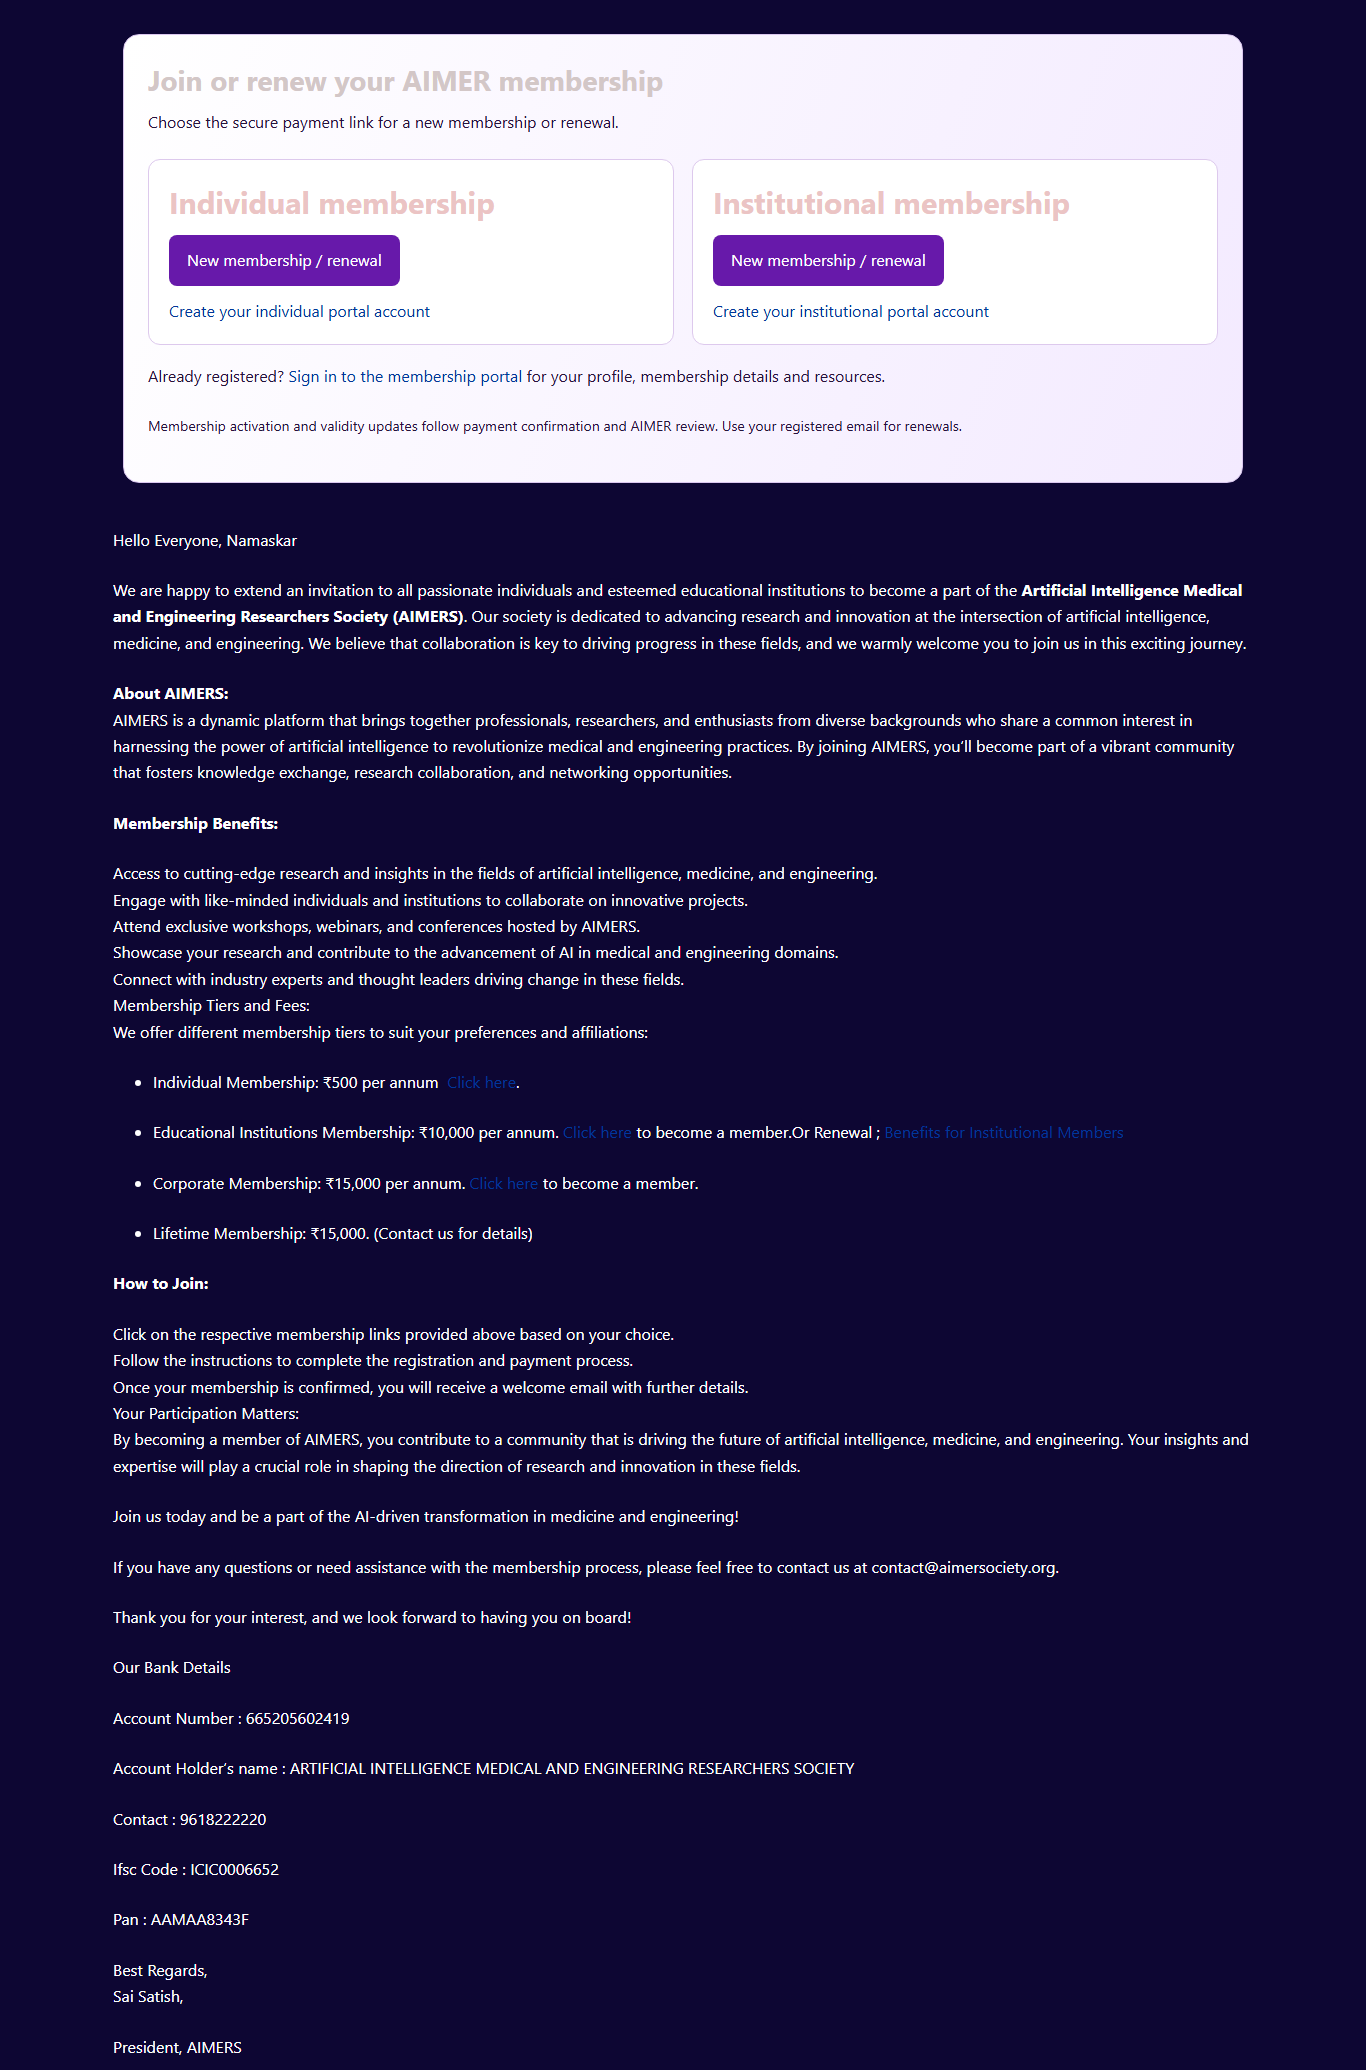 Join or renew your AIMER membership
Choose the secure payment link for a new membership or renewal.
Individual membership
New membership / renewal
Create your individual portal account
Institutional membership
New membership / renewal
Create your institutional portal account
Already registered? Sign in to the membership portal for your profile, membership details and resources.
Membership activation and validity updates follow payment confirmation and AIMER review. Use your registered email for renewals.
Hello Everyone, Namaskar
We are happy to extend an invitation to all passionate individuals and esteemed educational institutions to become a part of the Artificial Intelligence Medical
and Engineering Researchers Society (AIMERS). Our society is dedicated to advancing research and innovation at the intersection of artificial intelligence,
medicine, and engineering. We believe that collaboration is key to driving progress in these fields, and we warmly welcome you to join us in this exciting journey.
About AIMERS:
AIMERS is a dynamic platform that brings together professionals, researchers, and enthusiasts from diverse backgrounds who share a common interest in
harnessing the power of artificial intelligence to revolutionize medical and engineering practices. By joining AIMERS, you’ll become part of a vibrant community
that fosters knowledge exchange, research collaboration, and networking opportunities.
Membership Benefits:
Access to cutting-edge research and insights in the fields of artificial intelligence, medicine, and engineering.
Engage with like-minded individuals and institutions to collaborate on innovative projects.
Attend exclusive workshops, webinars, and conferences hosted by AIMERS.
Showcase your research and contribute to the advancement of AI in medical and engineering domains.
Connect with industry experts and thought leaders driving change in these fields.
Membership Tiers and Fees:
We offer different membership tiers to suit your preferences and affiliations:
• Individual Membership: ₹500 per annum  Click here.
• Educational Institutions Membership: ₹10,000 per annum. Click here to become a member.Or Renewal ; Benefits for Institutional Members
• Corporate Membership: ₹15,000 per annum. Click here to become a member.
• Lifetime Membership: ₹15,000. (Contact us for details)
How to Join:
Click on the respective membership links provided above based on your choice.
Follow the instructions to complete the registration and payment process.
Once your membership is confirmed, you will receive a welcome email with further details.
Your Participation Matters:
By becoming a member of AIMERS, you contribute to a community that is driving the future of artificial intelligence, medicine, and engineering. Your insights and
expertise will play a crucial role in shaping the direction of research and innovation in these fields.
Join us today and be a part of the AI-driven transformation in medicine and engineering!
If you have any questions or need assistance with the membership process, please feel free to contact us at contact@aimersociety.org.
Thank you for your interest, and we look forward to having you on board!
Our Bank Details
Account Number : 665205602419
Account Holder’s name : ARTIFICIAL INTELLIGENCE MEDICAL AND ENGINEERING RESEARCHERS SOCIETY
Contact : 9618222220
Ifsc Code : ICIC0006652
Pan : AAMAA8343F
Best Regards,
Sai Satish,
President, AIMERS